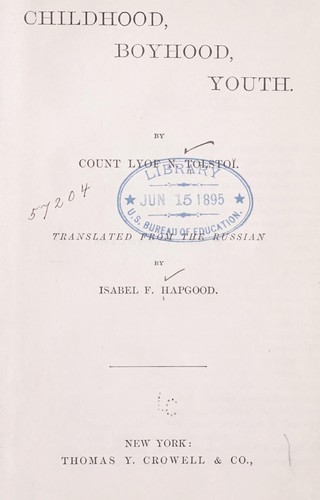 CHILDHOOD,
BOYHOOD,
YOUTH.
BY
COUNT LYOF N. TOLSTOÏ.
LIBRARY
★ JUN 15 1895 ★
U.S. BUREAU OF EDUCATION.
57204
TRANSLATED FROM THE RUSSIAN
BY
ISABEL F. HAPGOOD.
NEW YORK:
THOMAS Y. CROWELL & CO.,